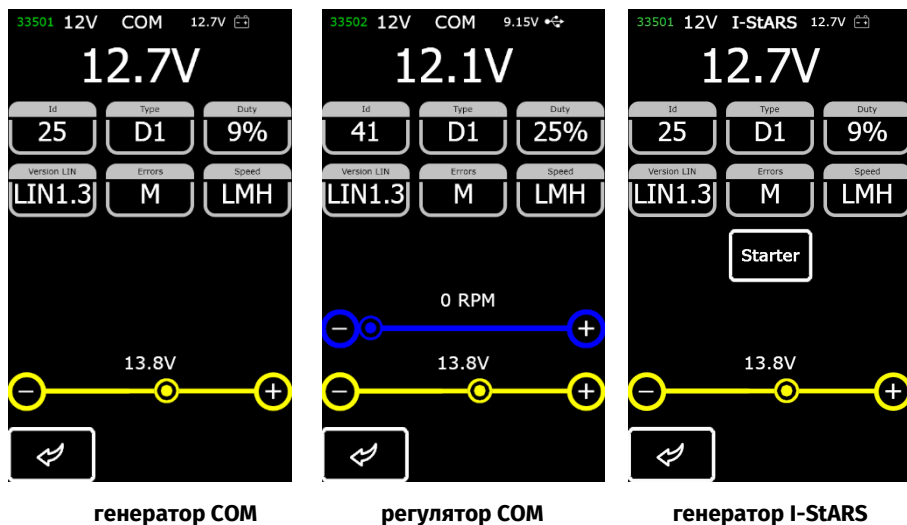 33501 12V COM 12.7V
12.7V
Id Type Duty
25 D1 9%
Version LIN Errors Speed
LIN1.3 M LMH
13.8V
− +
генератор COM
33502 12V COM 9.15V
12.1V
Id Type Duty
41 D1 25%
Version LIN Errors Speed
LIN1.3 M LMH
0 RPM
− +
13.8V
− +
регулятор COM
33501 12V I-StARS 12.7V
12.7V
Id Type Duty
25 D1 9%
Version LIN Errors Speed
LIN1.3 M LMH
Starter
13.8V
− +
генератор I-StARS